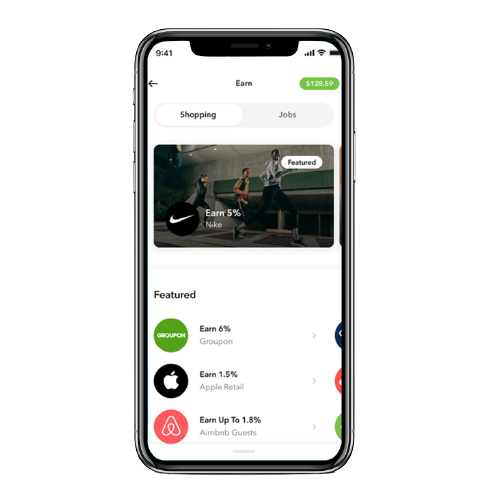 9:41
Earn
$128.59
Shopping
Jobs
Featured
Earn 5%
Nike
Featured
Earn 6%
GROUPON
Groupon
Earn 1.5%
Apple Retail
Earn Up To 1.8%
Airnbnb Guests